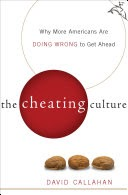 Why More Americans Are
DOING WRONG to Get Ahead
the cheating culture
DAVID CALLAHAN